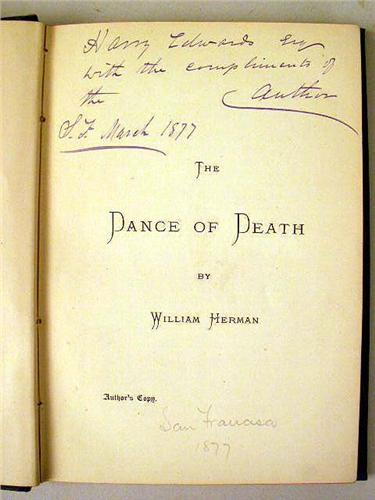 Harry Edwards Esq
with the compliments of
the Author
S.F. March 1877
THE
DANCE OF DEATH
BY
WILLIAM HERMAN
Author's Copy.
San Francisco
1877